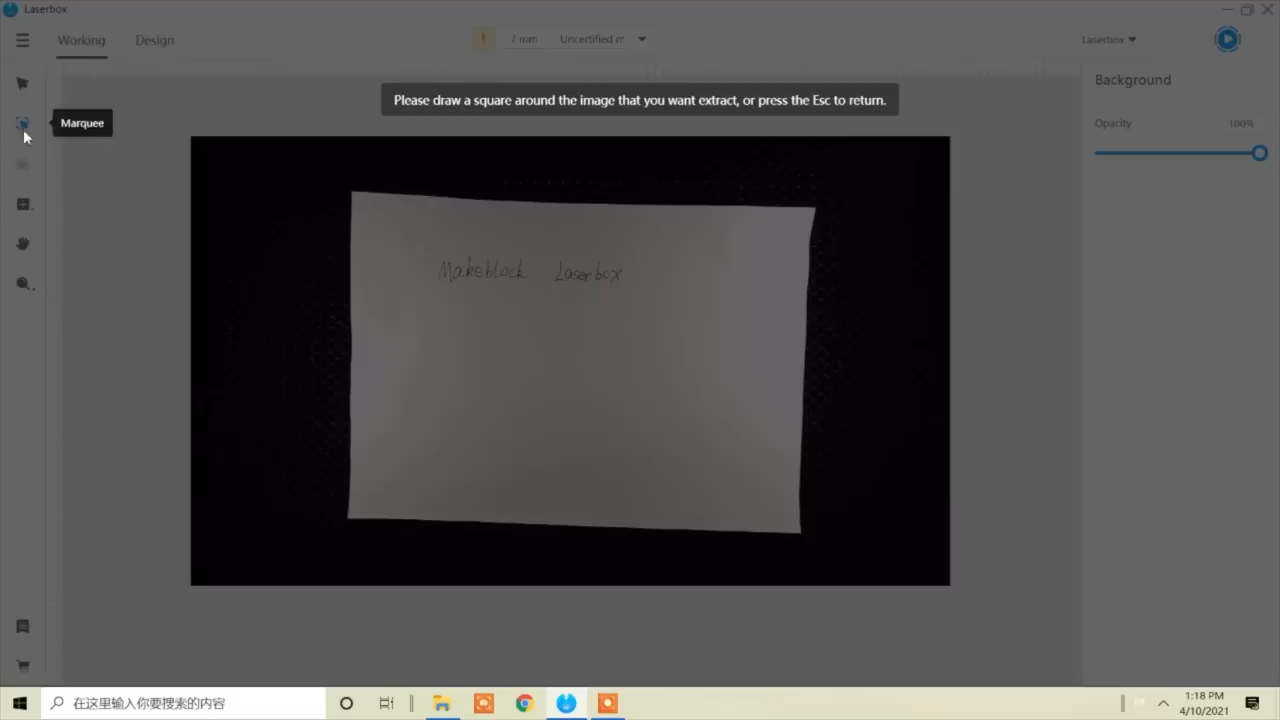 Laserbox
Working
Design
! ? mm Uncertified m
Laserbox
Please draw a square around the image that you want extract, or press the Esc to return.
Background
Marquee
Opacity 100%
Makeblock Laserbox
在这里输入你要搜索的内容
1:18 PM
4/10/2021